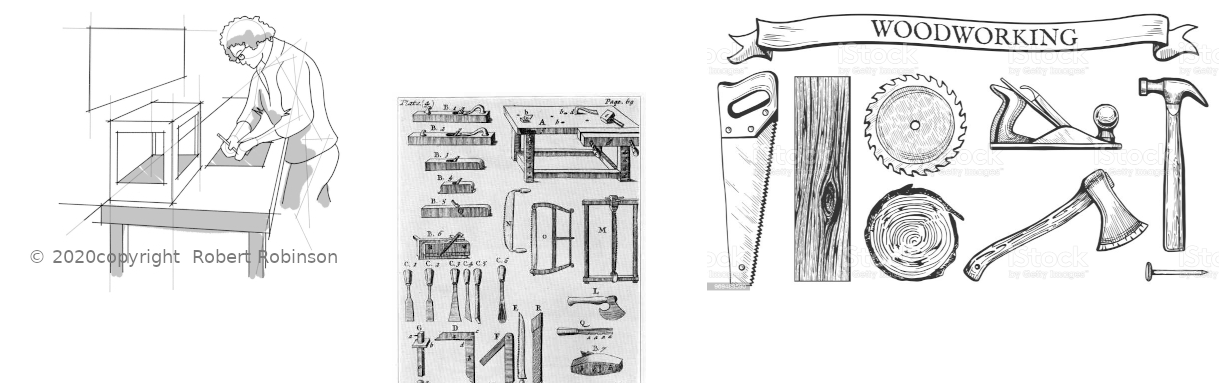 © 2020copyright Robert Robinson
Plate. (4) Page. 69
B. 1
A
B. 2
B. 3
B. 4
B. 5
N
O
M
B. 6
C. 1 C. 2 C. 3 C. 4 C. 5 C. 6
L
E R
Q
G D F
B. 7
WOODWORKING
iStock
by Getty Images